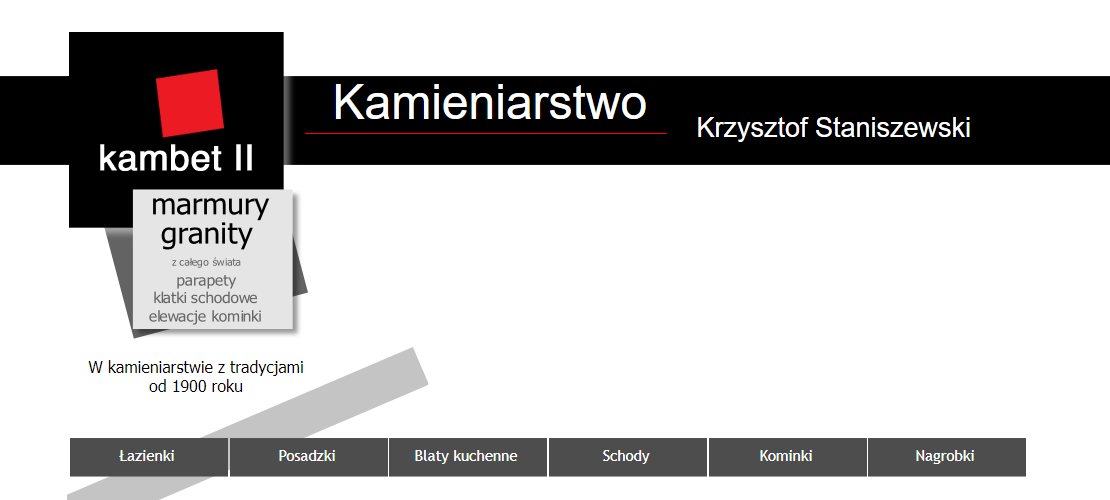 Kamieniarstwo
Krzysztof Staniszewski
kambet II
marmury
granity
z całego świata
parapety
klatki schodowe
elewacje kominki
W kamieniarstwie z tradycjami
od 1900 roku
Łazienki
Posadzki
Blaty kuchenne
Schody
Kominki
Nagrobki